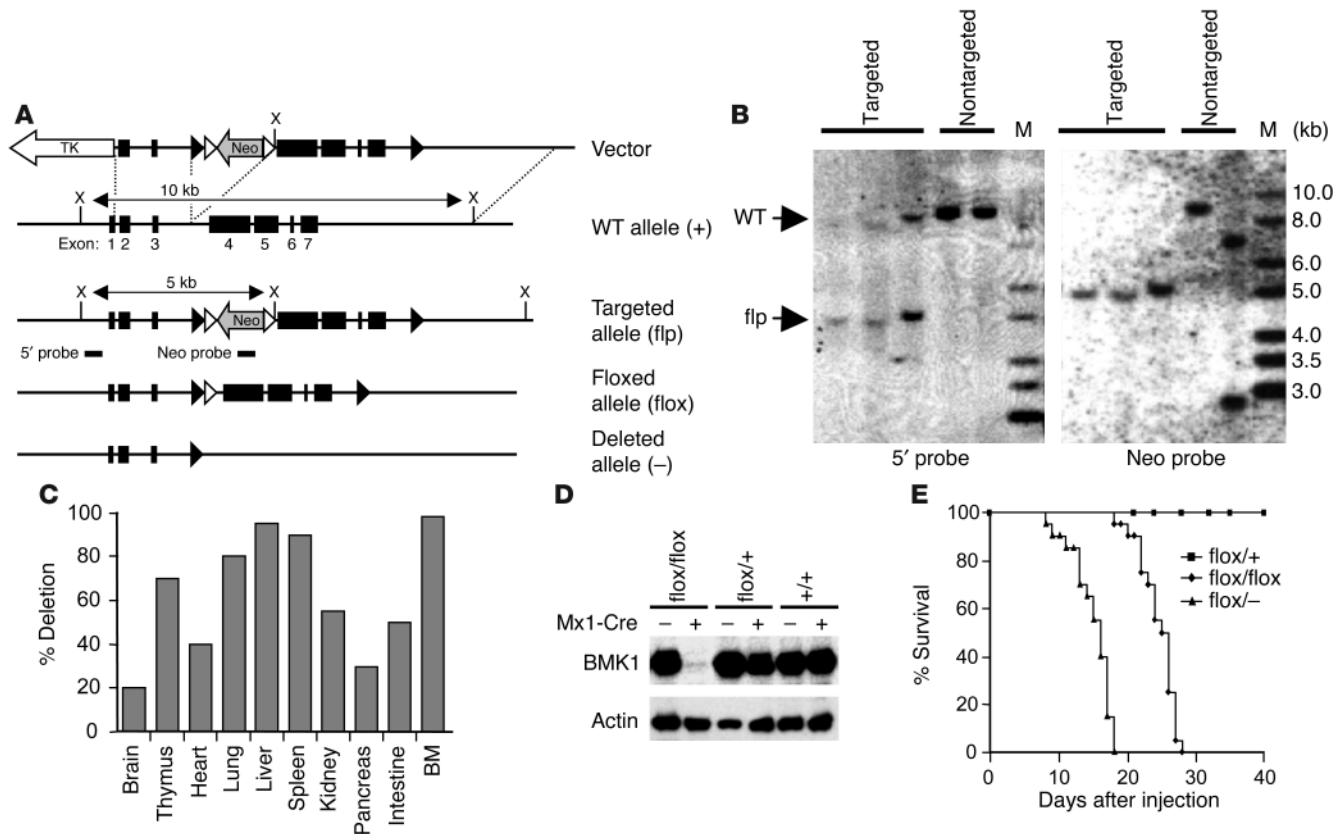 A
X
TK
Neo
Vector
X
10 kb
X
WT allele (+)
Exon: 1 2 3 4 5 6 7
X
5 kb
X
X
Neo
Targeted
allele (flp)
5′ probe
Neo probe
Floxed
allele (flox)
Deleted
allele (–)
B
Targeted
Nontargeted
M
Targeted
Nontargeted
M
(kb)
WT
flp
10.0
8.0
6.0
5.0
4.0
3.5
3.0
5′ probe
Neo probe
C
% Deletion
100
80
60
40
20
0
Brain
Thymus
Heart
Lung
Liver
Spleen
Kidney
Pancreas
Intestine
BM
D
flox/flox
flox/+
+/+
Mx1-Cre – + – + – +
BMK1
Actin
E
% Survival
100
80
60
40
20
0
flox/+
flox/flox
flox/–
0 10 20 30 40
Days after injection